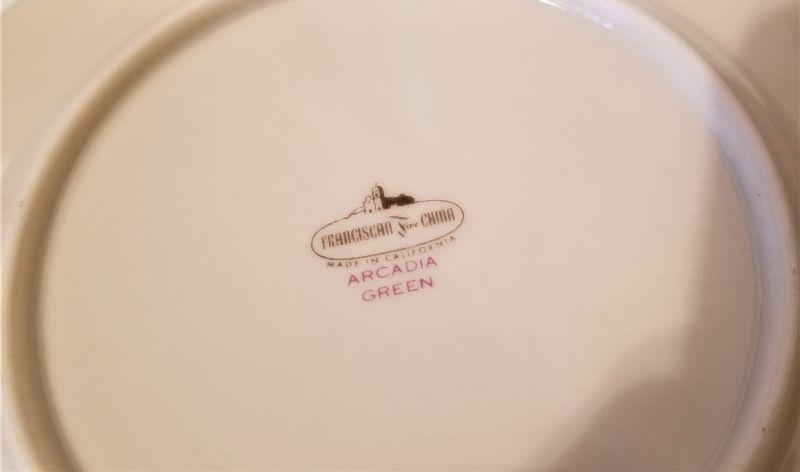 FRANCISCAN Fine CHINA
MADE IN CALIFORNIA
ARCADIA
GREEN